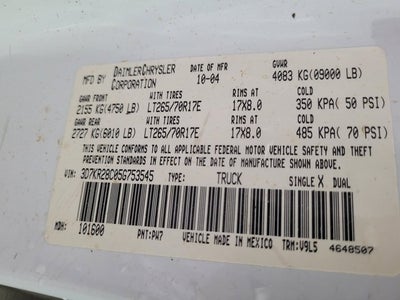 MFD BY DAIMLERCHRYSLER CORPORATION DATE OF MFR 10-04 GVWR 4083 KG(09000 LB)
GAWR FRONT WITH TIRES RIMS AT COLD
2155 KG(4750 LB) LT265/70R17E 17X8.0 350 KPA( 50 PSI)
GAWR REAR WITH TIRES RIMS AT COLD
2727 KG(6010 LB) LT265/70R17E 17X8.0 485 KPA( 70 PSI)
THIS VEHICLE CONFORMS TO ALL APPLICABLE FEDERAL MOTOR VEHICLE SAFETY AND THEFT
PREVENTION STANDARDS IN EFFECT ON THE DATE OF MANUFACTURE SHOWN ABOVE.
VIN: 3D7KR28C056753545 TYPE: TRUCK SINGLE X DUAL
MDH: 101600 PNT:PW7 VEHICLE MADE IN MEXICO TRM:V9L5 4648507